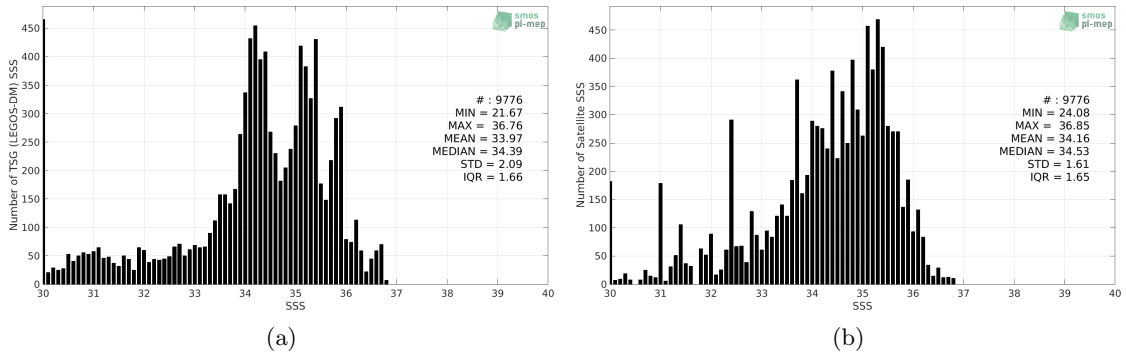 smos
pi-mep
450
400
350
300
250
200
150
100
50
0
Number of TSG (LEGOS-DM) SSS
# : 9776
MIN = 21.67
MAX = 36.76
MEAN = 33.97
MEDIAN = 34.39
STD = 2.09
IQR = 1.66
30 31 32 33 34 35 36 37 38 39 40
SSS
(a)
smos
pi-mep
450
400
350
300
250
200
150
100
50
0
Number of Satellite SSS
# : 9776
MIN = 24.08
MAX = 36.85
MEAN = 34.16
MEDIAN = 34.53
STD = 1.61
IQR = 1.65
30 31 32 33 34 35 36 37 38 39 40
SSS
(b)